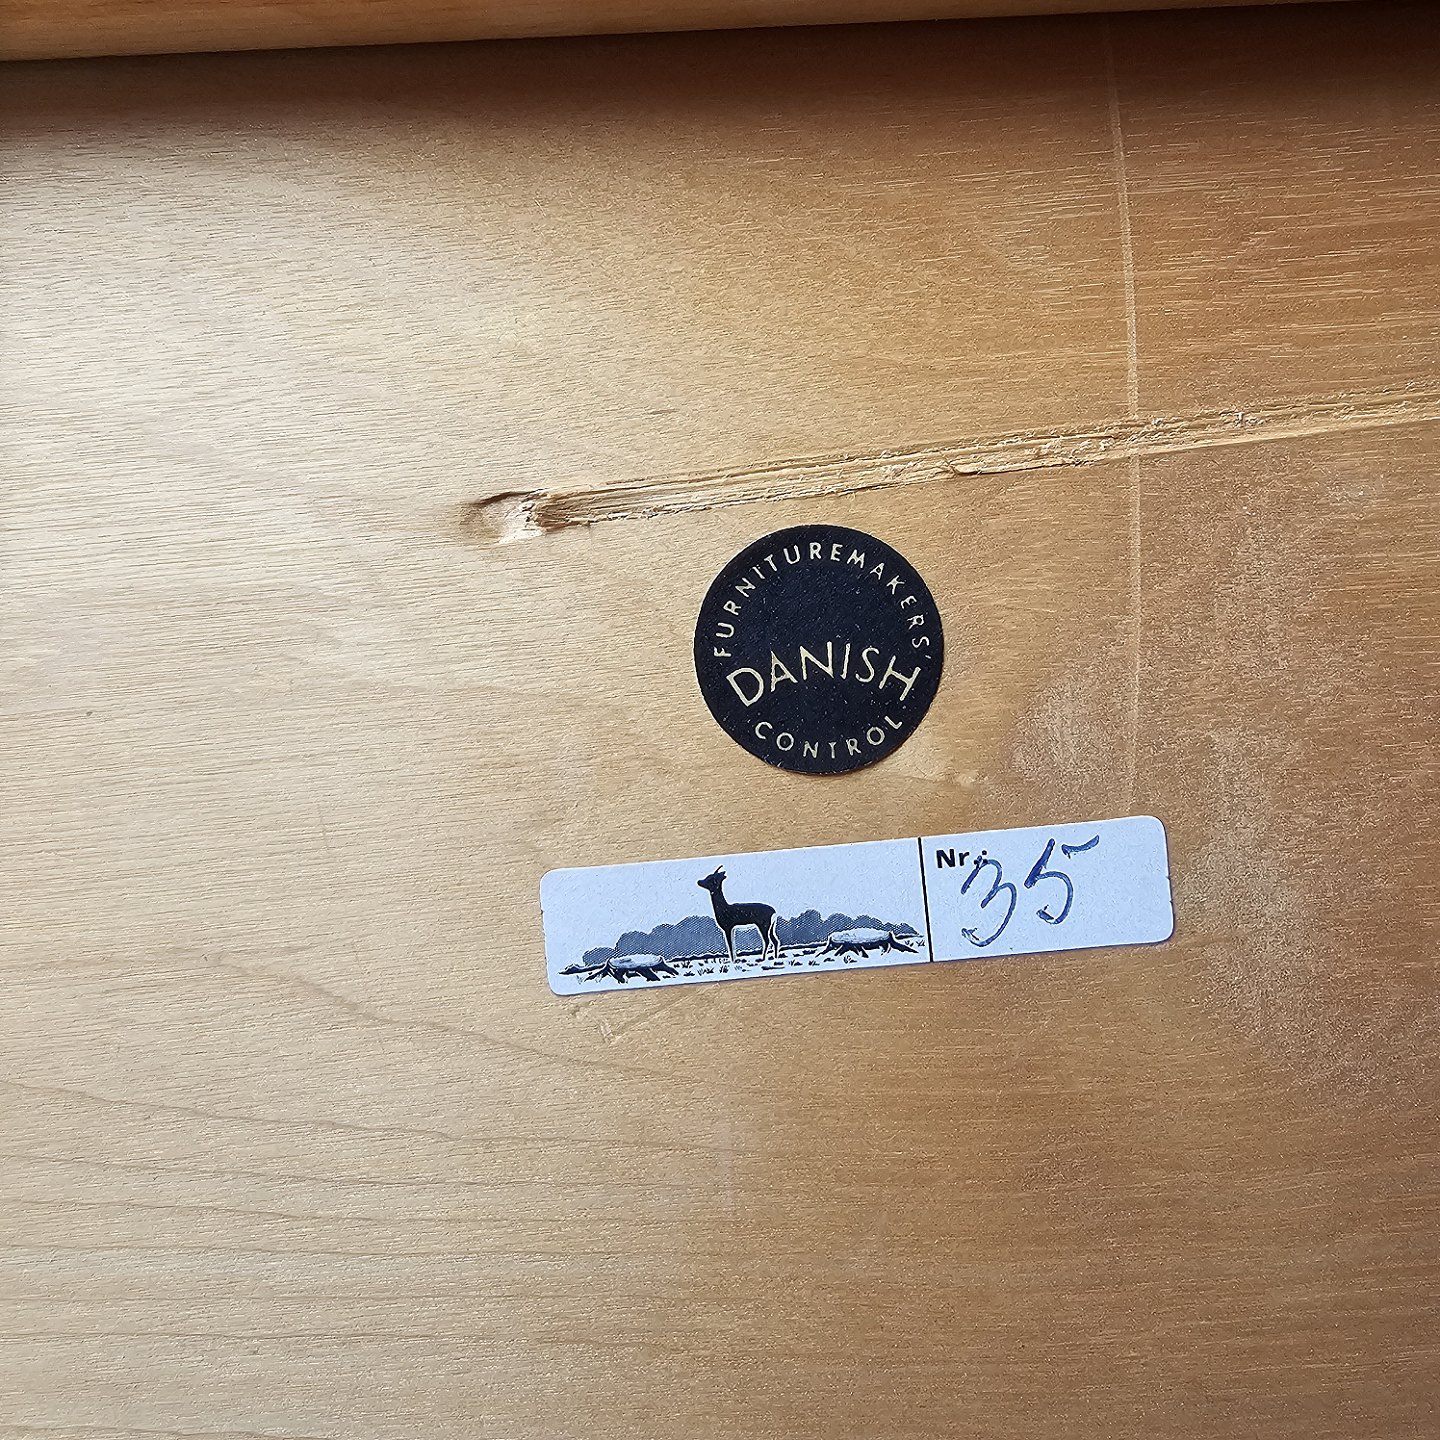 FURNITUREMAKERS'
DANISH
CONTROL
Nr.: 35